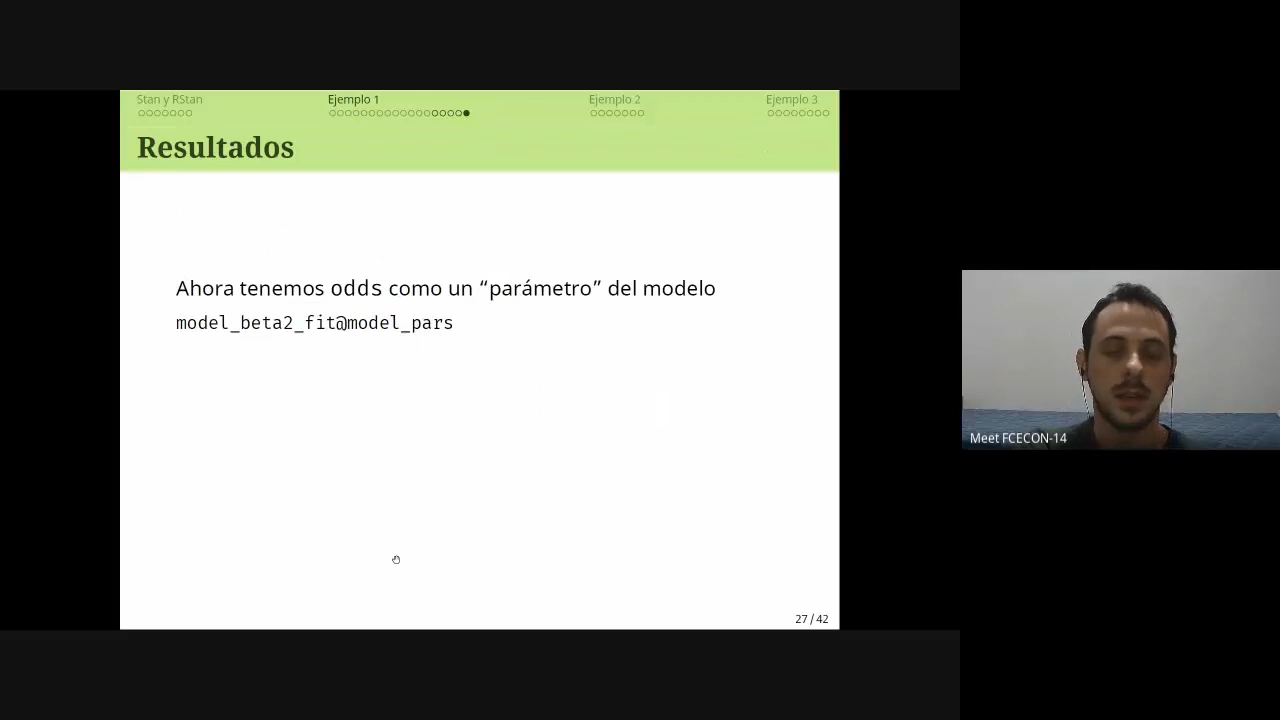 Stan y RStan Ejemplo 1 Ejemplo 2 Ejemplo 3
Resultados
Ahora tenemos odds como un “parámetro” del modelo
model_beta2_fit@model_pars
Meet FCECON-14
27 / 42